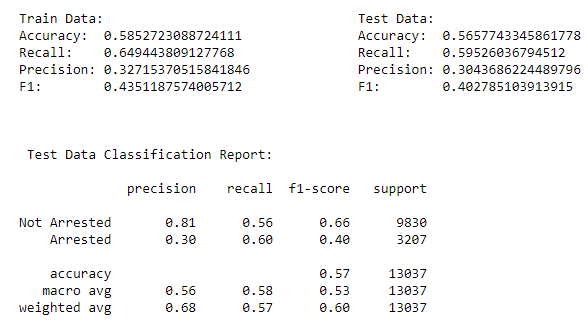 Train Data: Test Data:
Accuracy: 0.5852723088724111 Accuracy: 0.5657743345861778
Recall: 0.649443809127768 Recall: 0.59526036794512
Precision: 0.32715370515841846 Precision: 0.3043686224489796
F1: 0.4351187574005712 F1: 0.402785103913915
Test Data Classification Report:
precision recall f1-score support
Not Arrested 0.81 0.56 0.66 9830
Arrested 0.30 0.60 0.40 3207
accuracy 0.57 13037
macro avg 0.56 0.58 0.53 13037
weighted avg 0.68 0.57 0.60 13037